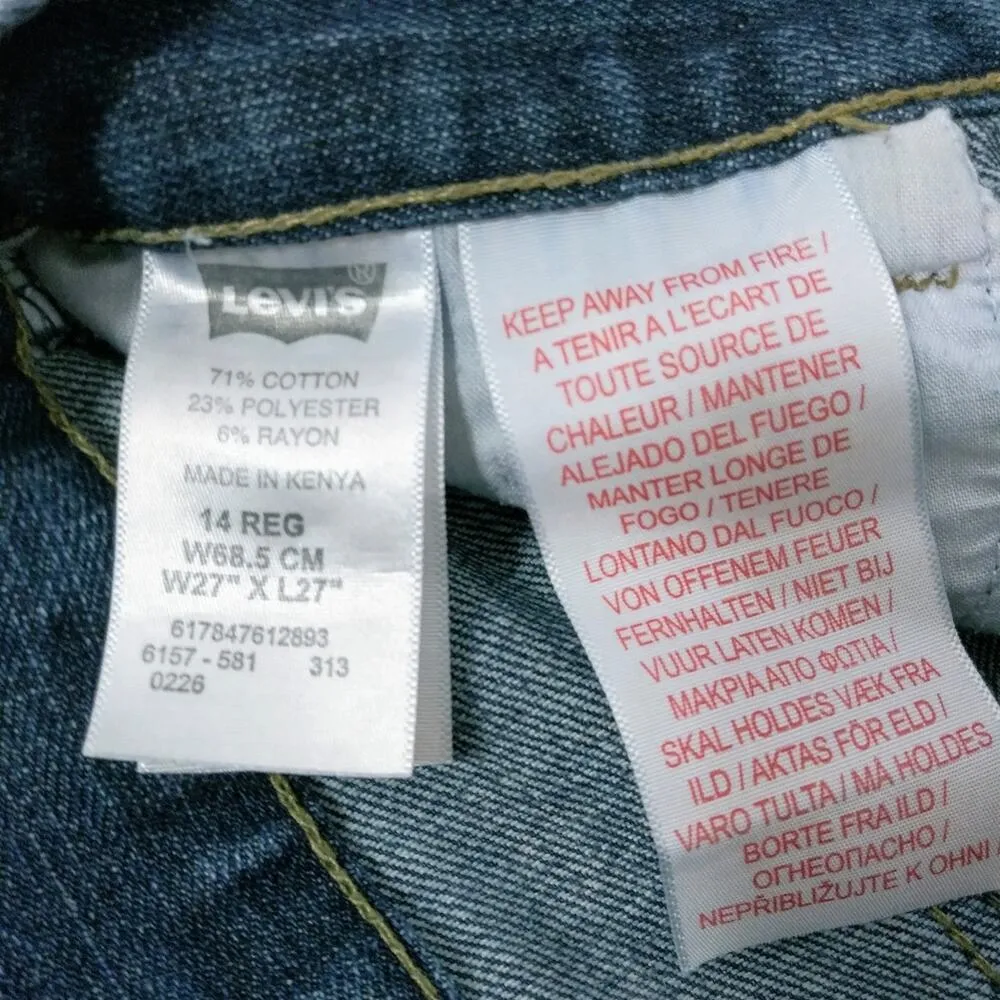 LEVI'S®
71% COTTON
23% POLYESTER
6% RAYON
MADE IN KENYA
14 REG
W68.5 CM
W27" X L27"
617847612893
6157 - 581 313
0226
KEEP AWAY FROM FIRE /
A TENIR A L'ECART DE
TOUTE SOURCE DE
CHALEUR / MANTENER
ALEJADO DEL FUEGO /
MANTER LONGE DE
FOGO / TENERE
LONTANO DAL FUOCO /
VON OFFENEM FEUER
FERNHALTEN / NIET BIJ
VUUR LATEN KOMEN /
ΜΑΚΡΙΑ ΑΠΟ ΦΩΤΙΑ /
SKAL HOLDES VÆK FRA
ILD / AKTAS FÖR ELD /
VARO TULTA / MÅ HOLDES
BORTE FRA ILD /
ОГНЕОПАСНО /
NEPŘIBLIŽUJTE K OHNI /